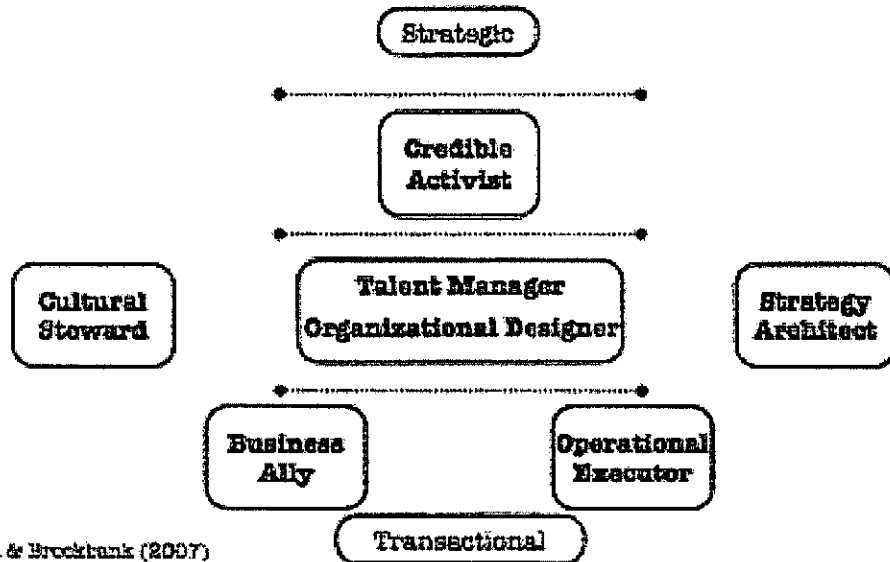 Strategic
Credible
Activist
Cultural
Steward
Talent Manager
Organizational Designer
Strategy
Architect
Business
Ally
Operational
Executor
Transactional
& Brockbank (2007)